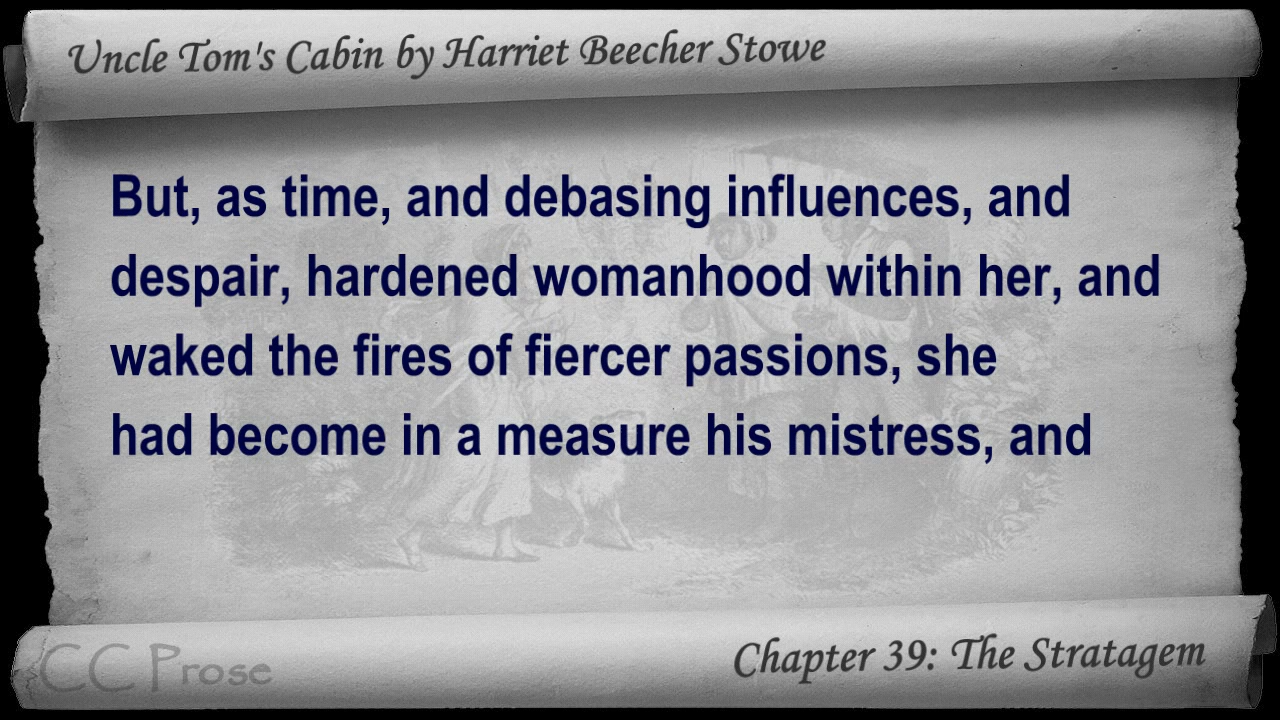 Uncle Tom's Cabin by Harriet Beecher Stowe
But, as time, and debasing influences, and
despair, hardened womanhood within her, and
waked the fires of fiercer passions, she
had become in a measure his mistress, and
CC Prose
Chapter 39: The Stratagem